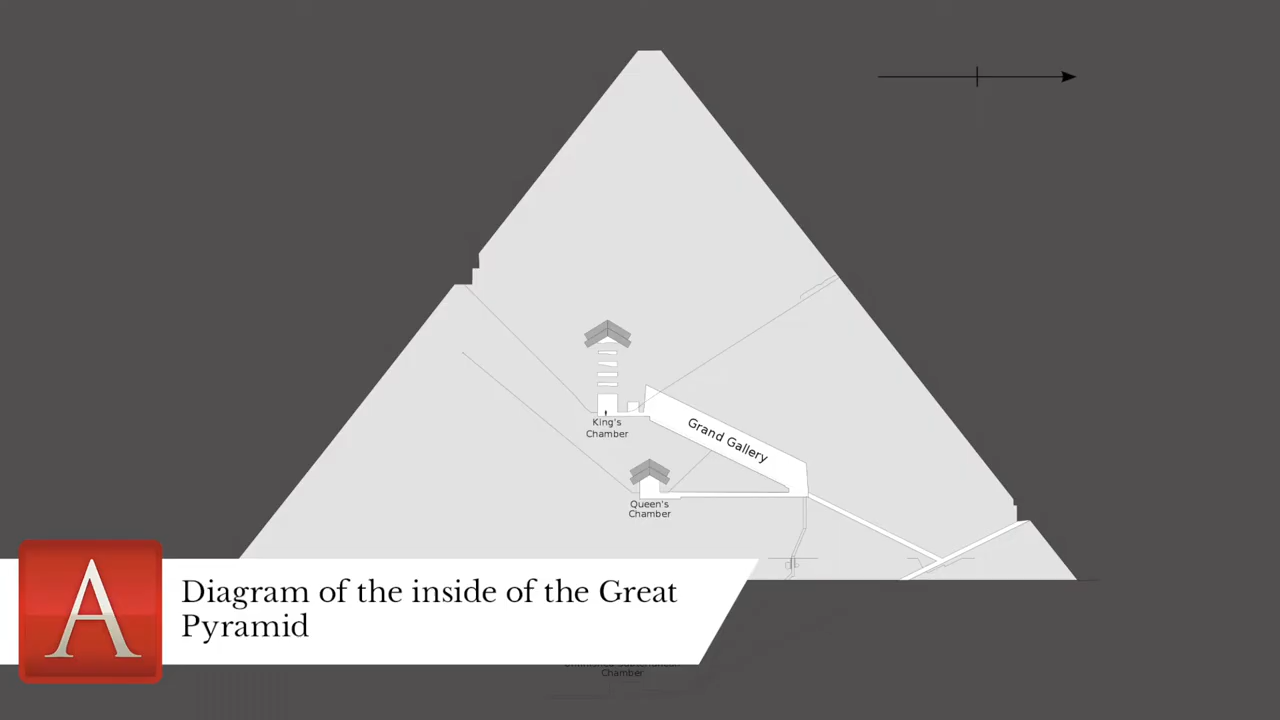 King's
Chamber
Grand Gallery
Queen's
Chamber
A
Diagram of the inside of the Great
Pyramid
Chamber